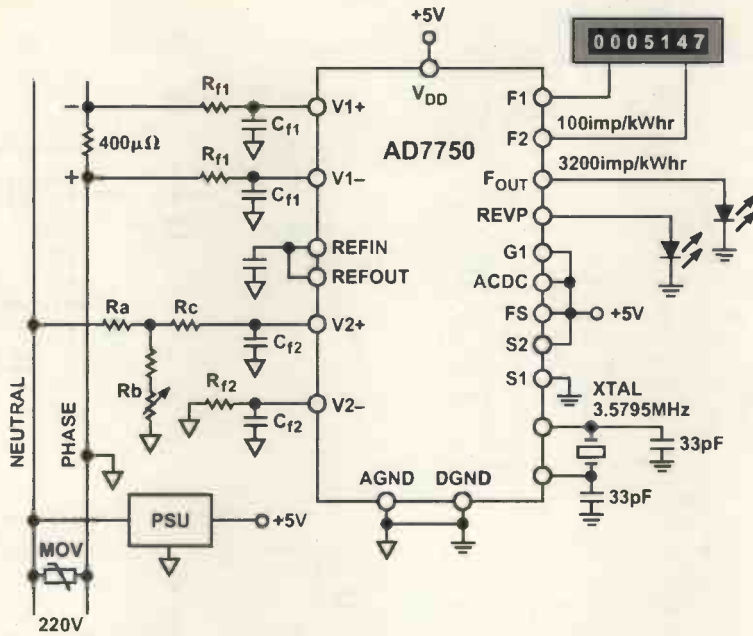 +5V
0005147
VDD
Rf1
Cf1
V1+
F1
−
400μΩ
AD7750
F2
100imp/kWhr
+
Rf1
Cf1
V1−
FOUT
3200imp/kWhr
REVP
REFIN
REFOUT
G1
ACDC
Ra
Rc
Cf2
V2+
FS
+5V
S2
Rb
Rf2
Cf2
V2−
S1
XTAL
3.5795MHz
NEUTRAL
PHASE
33pF
AGND
DGND
33pF
PSU
+5V
MOV
220V